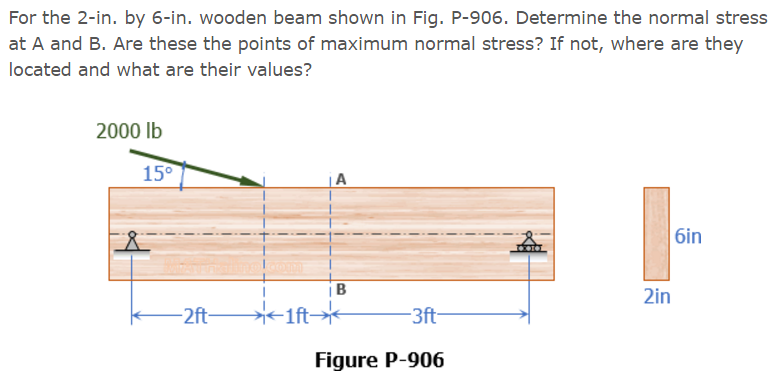 For the 2-in. by 6-in. wooden beam shown in Fig. P-906. Determine the normal stress
at A and B. Are these the points of maximum normal stress? If not, where are they
located and what are their values?
2000 lb
15°
A
6in
B
2in
2ft
1ft
3ft
Figure P-906